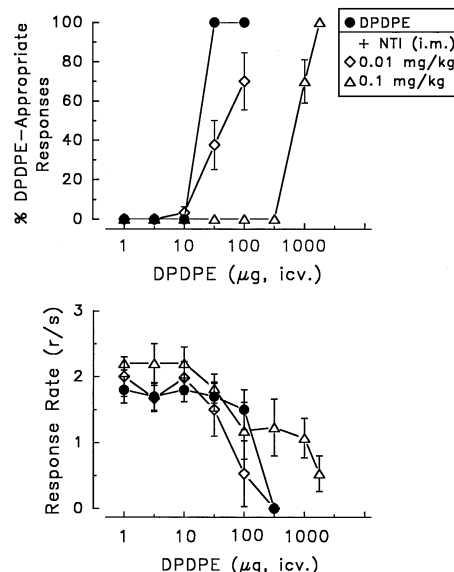 ● DPDPE
+ NTI (i.m.)
◇ 0.01 mg/kg
△ 0.1 mg/kg
% DPDPE-Appropriate
Responses
100
80
60
40
20
0
1 10 100 1000
DPDPE (μg, icv.)
Response Rate (r/s)
3
2
1
0
1 10 100 1000
DPDPE (μg, icv.)